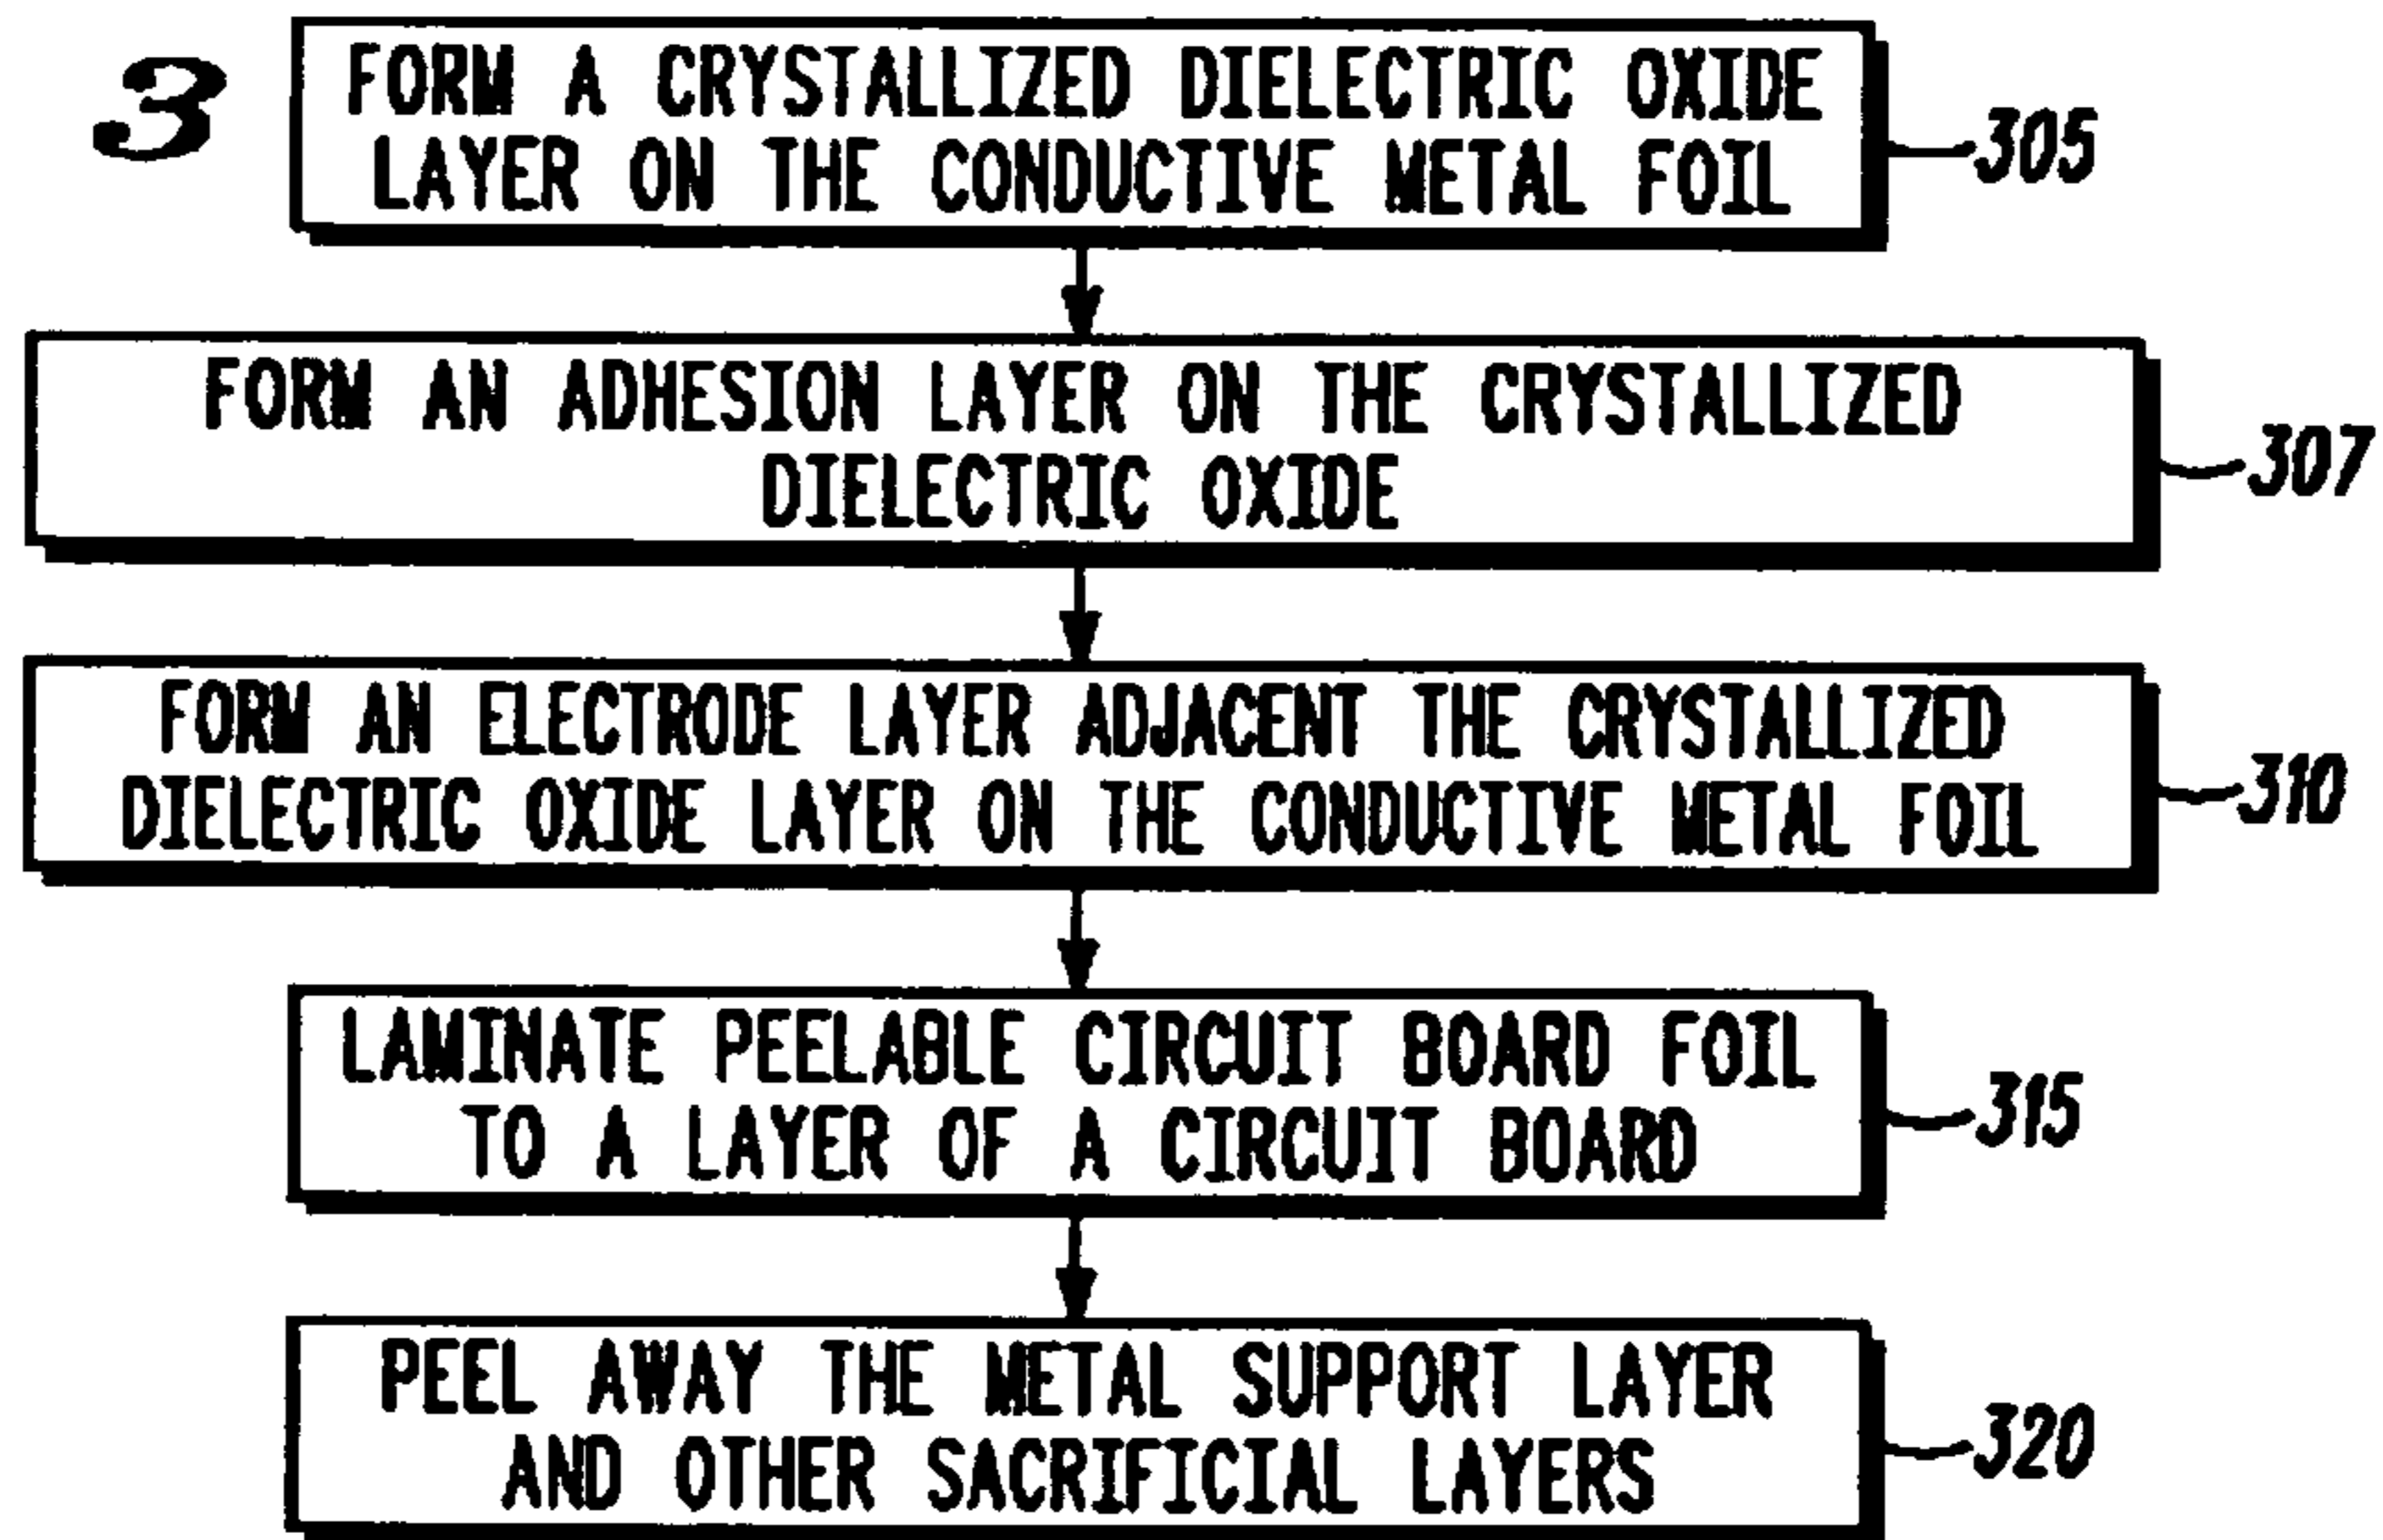 3
FORM A CRYSTALLIZED DIELECTRIC OXIDE
LAYER ON THE CONDUCTIVE METAL FOIL
305
FORM AN ADHESION LAYER ON THE CRYSTALLIZED
DIELECTRIC OXIDE
307
FORM AN ELECTRODE LAYER ADJACENT THE CRYSTALLIZED
DIELECTRIC OXIDE LAYER ON THE CONDUCTIVE METAL FOIL
310
LAMINATE PEELABLE CIRCUIT BOARD FOIL
TO A LAYER OF A CIRCUIT BOARD
315
PEEL AWAY THE METAL SUPPORT LAYER
AND OTHER SACRIFICIAL LAYERS
320